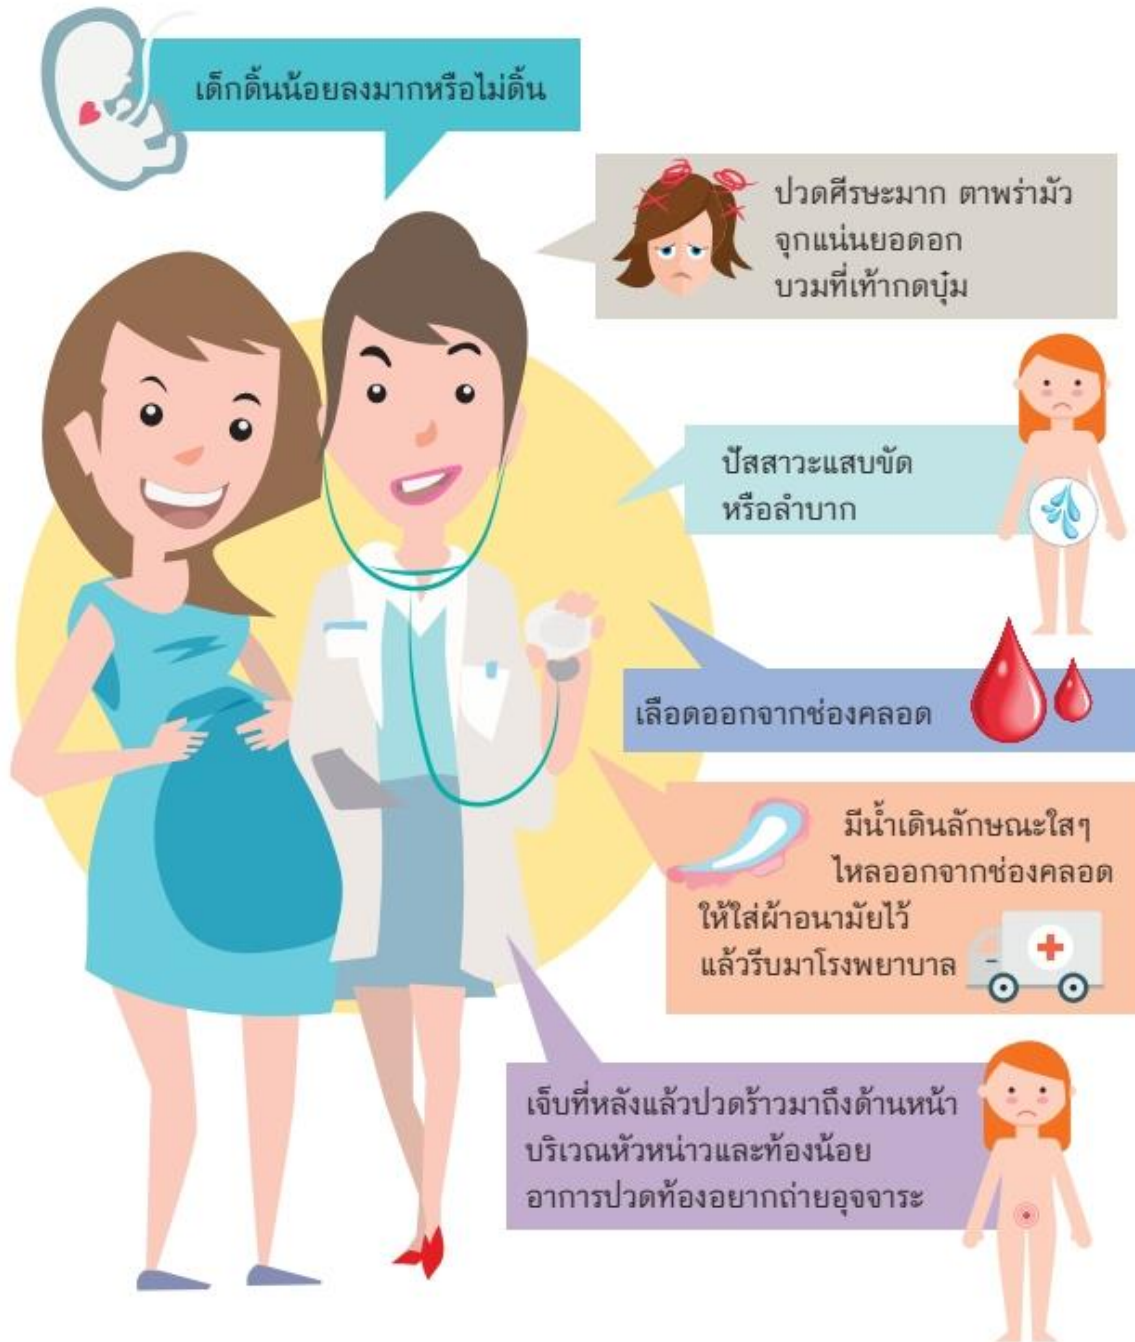 เด็กดิ้นน้อยลงมากหรือไม่ดิ้น
ปวดศีรษะมาก ตาพร่ามัว
จุกแน่นยอดอก
บวมที่เท้ากดบุ๋ม
ปัสสาวะแสบขัด
หรือลำบาก
เลือดออกจากช่องคลอด
มีน้ำเดินลักษณะใสๆ
ไหลออกจากช่องคลอด
ให้ใส่ผ้าอนามัยไว้
แล้วรีบมาโรงพยาบาล
เจ็บที่หลังแล้วปวดร้าวมาถึงด้านหน้า
บริเวณหัวหน่าวและท้องน้อย
อาการปวดท้องอยากถ่ายอุจจาระ